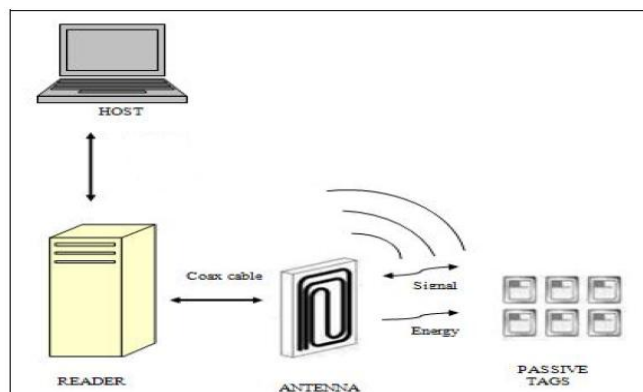 HOST
Coax cable
Signal
Energy
READER
ANTENNA
PASSIVE
TAGS